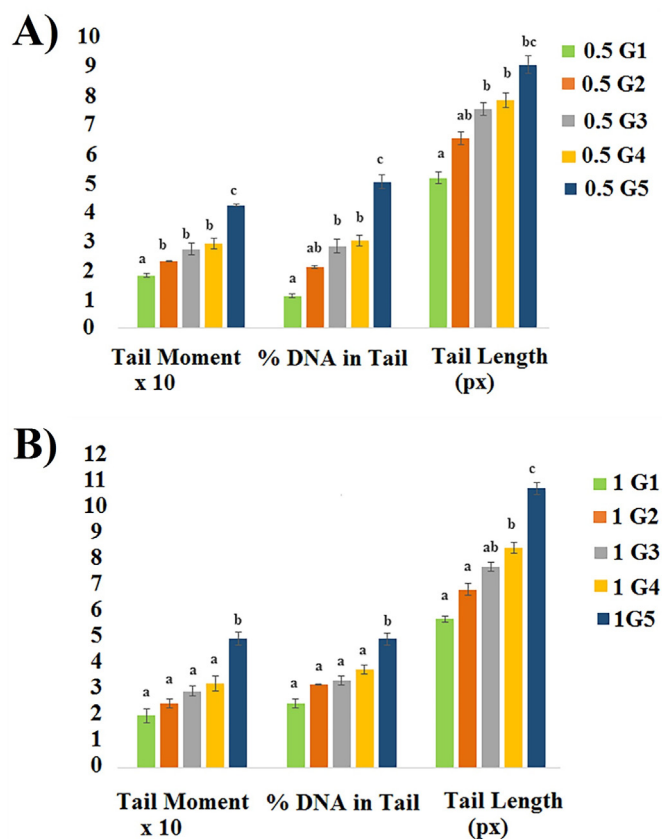 A)
10
9
8
7
6
5
4
3
2
1
0
a
b
b
b
c
a
ab
b
b
c
a
ab
b
b
bc
0.5 G1
0.5 G2
0.5 G3
0.5 G4
0.5 G5
Tail Moment
x 10
% DNA in Tail
Tail Length
(px)
B)
12
11
10
9
8
7
6
5
4
3
2
1
0
a
a
a
a
b
a
a
a
a
b
a
a
ab
b
c
1 G1
1 G2
1 G3
1 G4
1G5
Tail Moment
x 10
% DNA in Tail
Tail Length
(px)